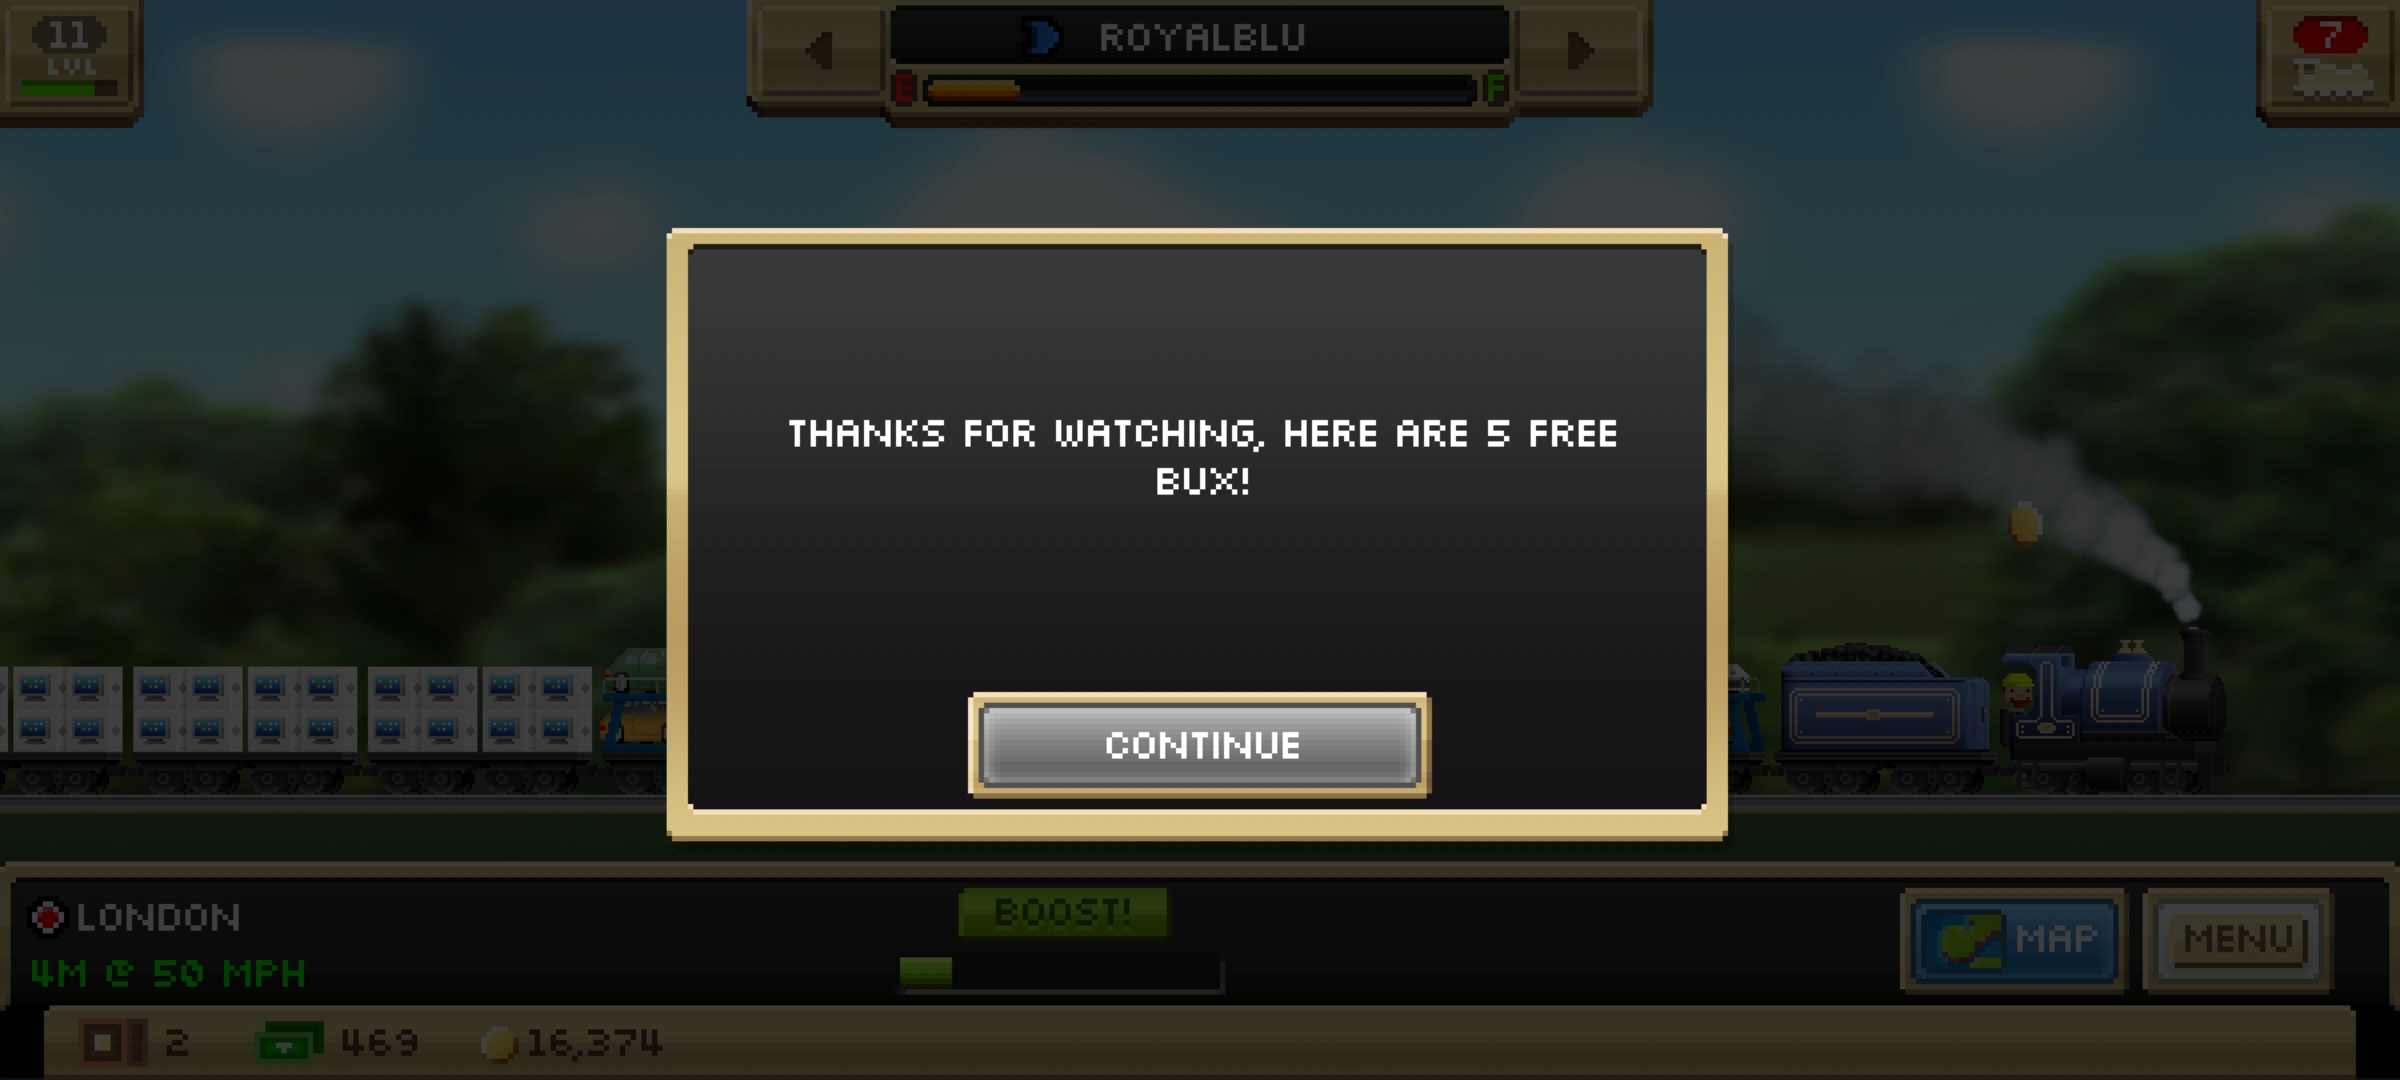 11
LVL
ROYALBLU
E F
7
THANKS FOR WATCHING, HERE ARE 5 FREE
BUX!
CONTINUE
LONDON
4M @ 50 MPH
BOOST!
MAP
MENU
2
469
16,374